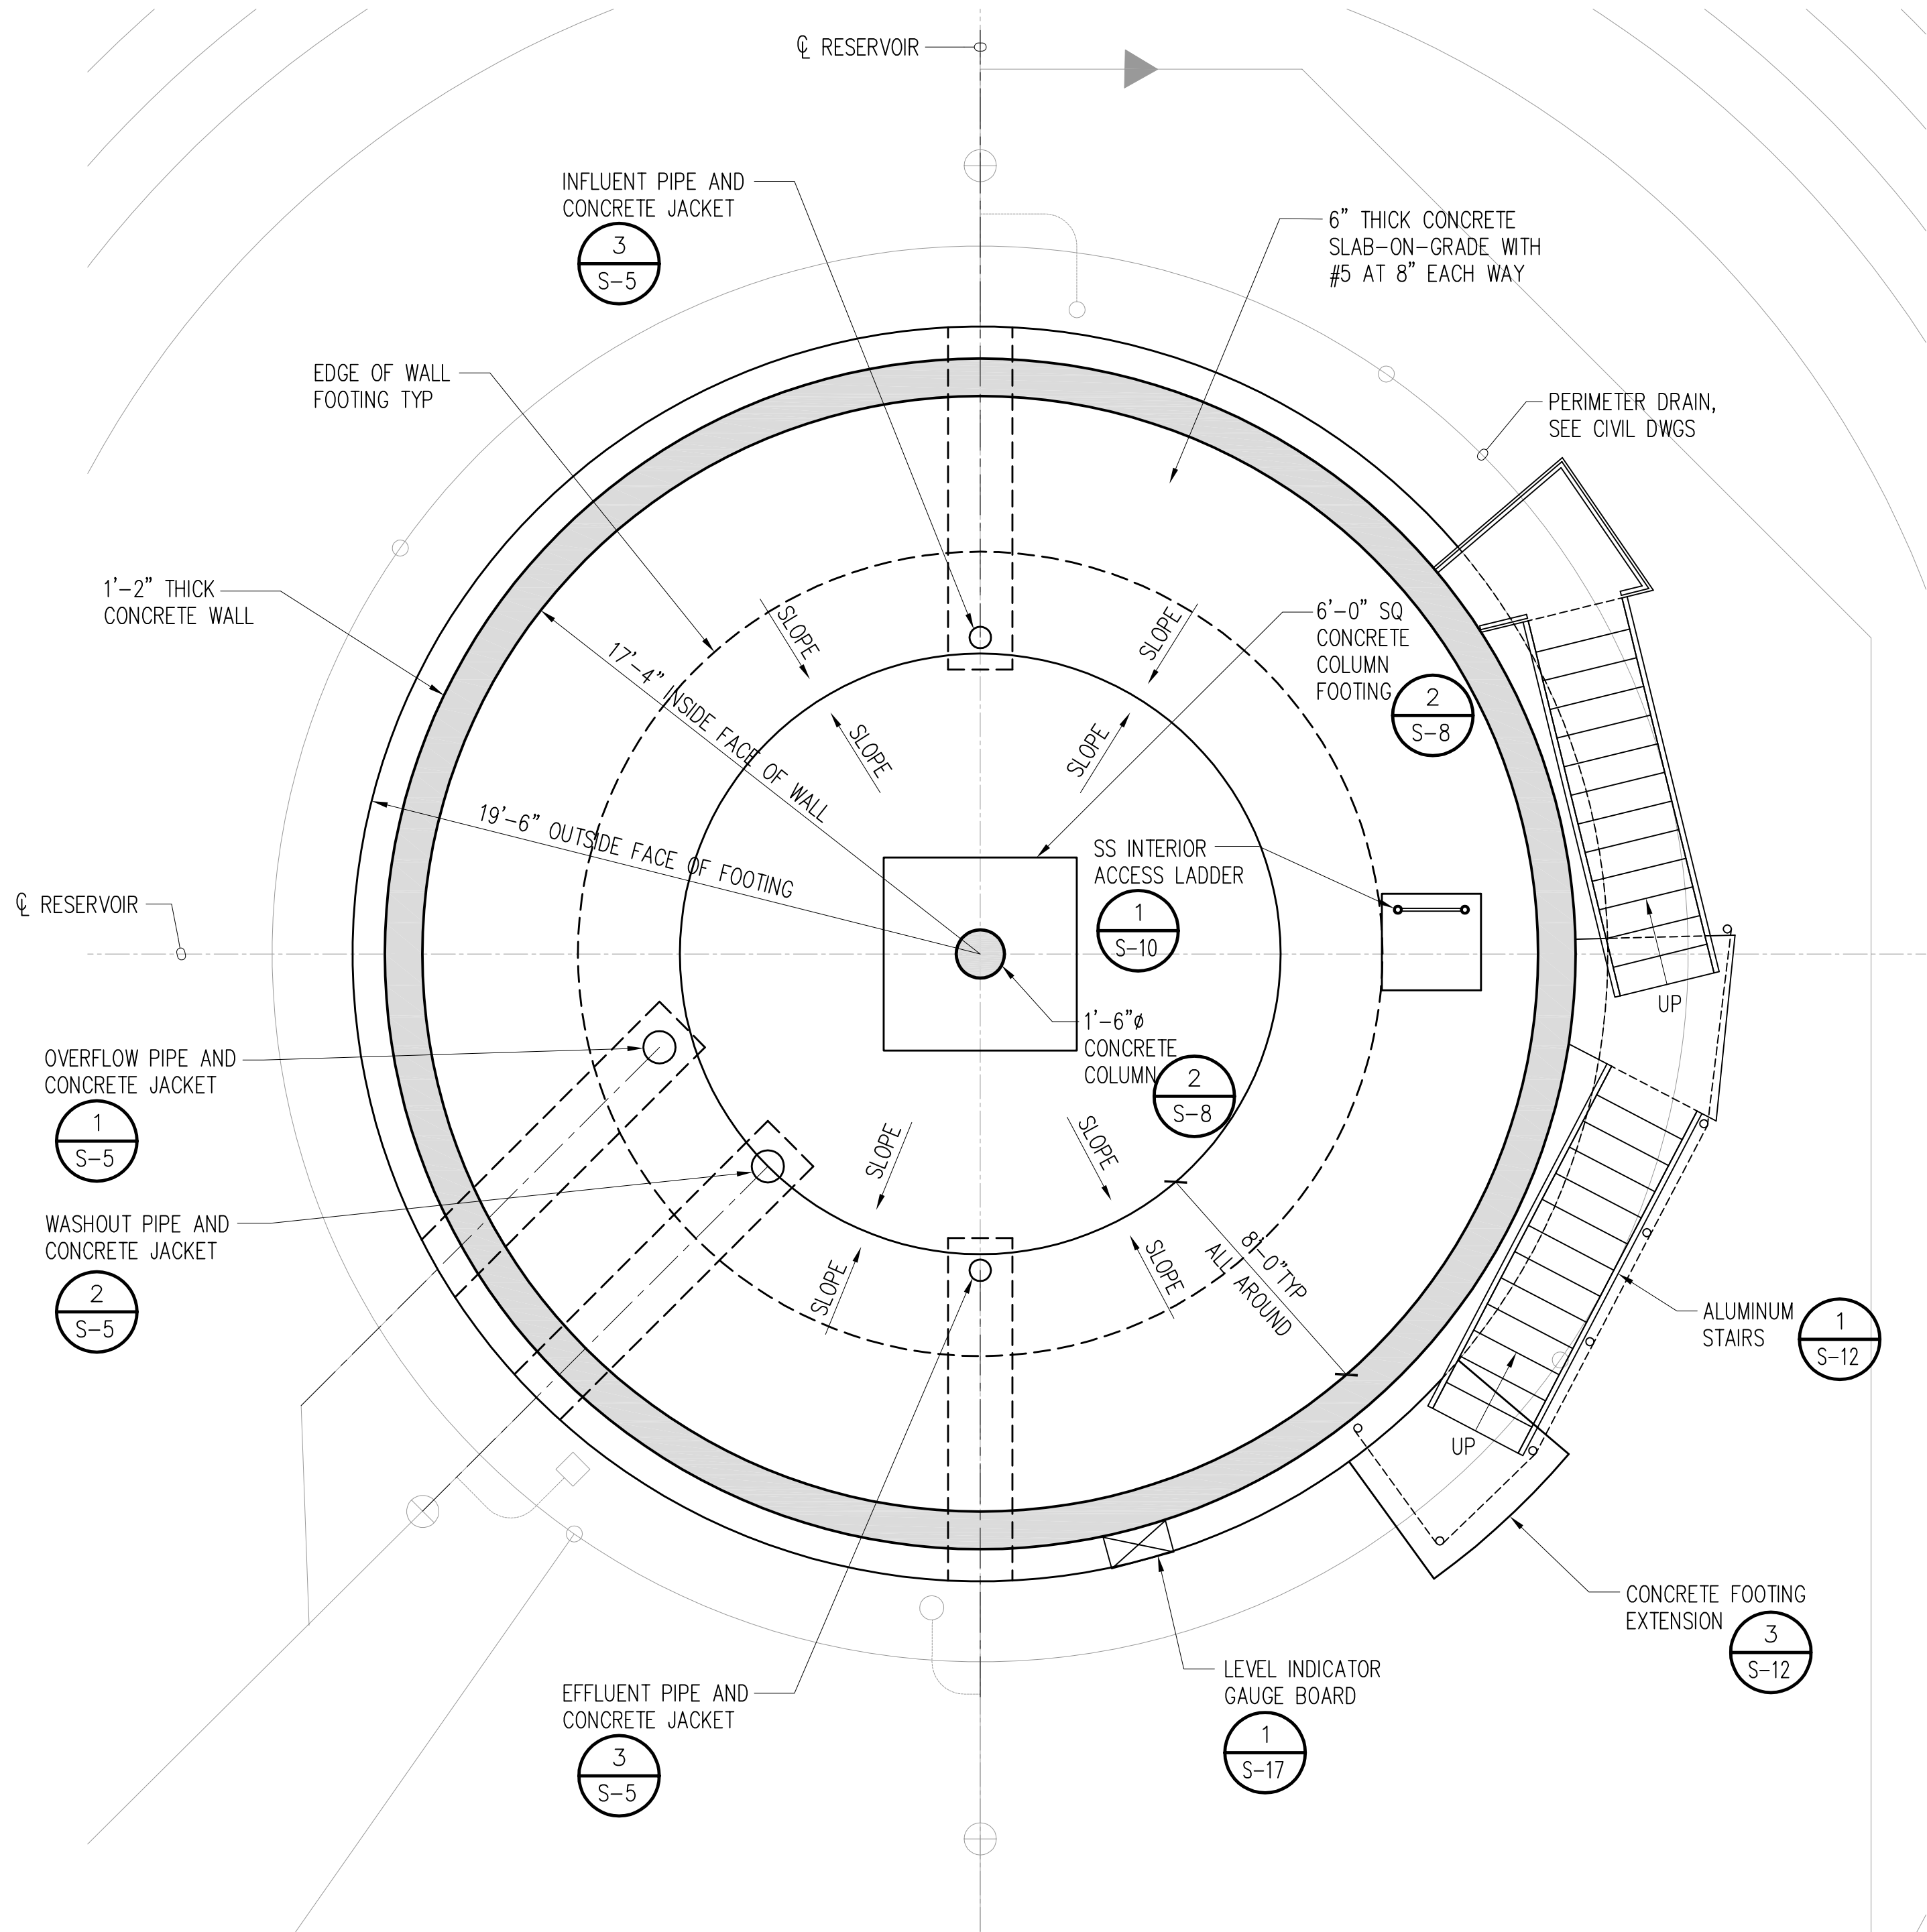 ℄ RESERVOIR
INFLUENT PIPE AND
CONCRETE JACKET
3
S-5
6” THICK CONCRETE
SLAB-ON-GRADE WITH
#5 AT 8” EACH WAY
EDGE OF WALL
FOOTING TYP
PERIMETER DRAIN,
SEE CIVIL DWGS
1’-2” THICK
CONCRETE WALL
SLOPE
SLOPE
6’-0” SQ
CONCRETE
COLUMN
FOOTING
2
S-8
17’-4” INSIDE FACE OF WALL
SLOPE
SLOPE
19’-6” OUTSIDE FACE OF FOOTING
SS INTERIOR
ACCESS LADDER
1
S-10
℄ RESERVOIR
UP
1’-6”ø
CONCRETE
COLUMN
2
S-8
OVERFLOW PIPE AND
CONCRETE JACKET
1
S-5
SLOPE
SLOPE
WASHOUT PIPE AND
CONCRETE JACKET
2
S-5
SLOPE
SLOPE
8’-0”TYP
ALL AROUND
ALUMINUM
STAIRS
1
S-12
UP
CONCRETE FOOTING
EXTENSION
3
S-12
LEVEL INDICATOR
GAUGE BOARD
1
S-17
EFFLUENT PIPE AND
CONCRETE JACKET
3
S-5